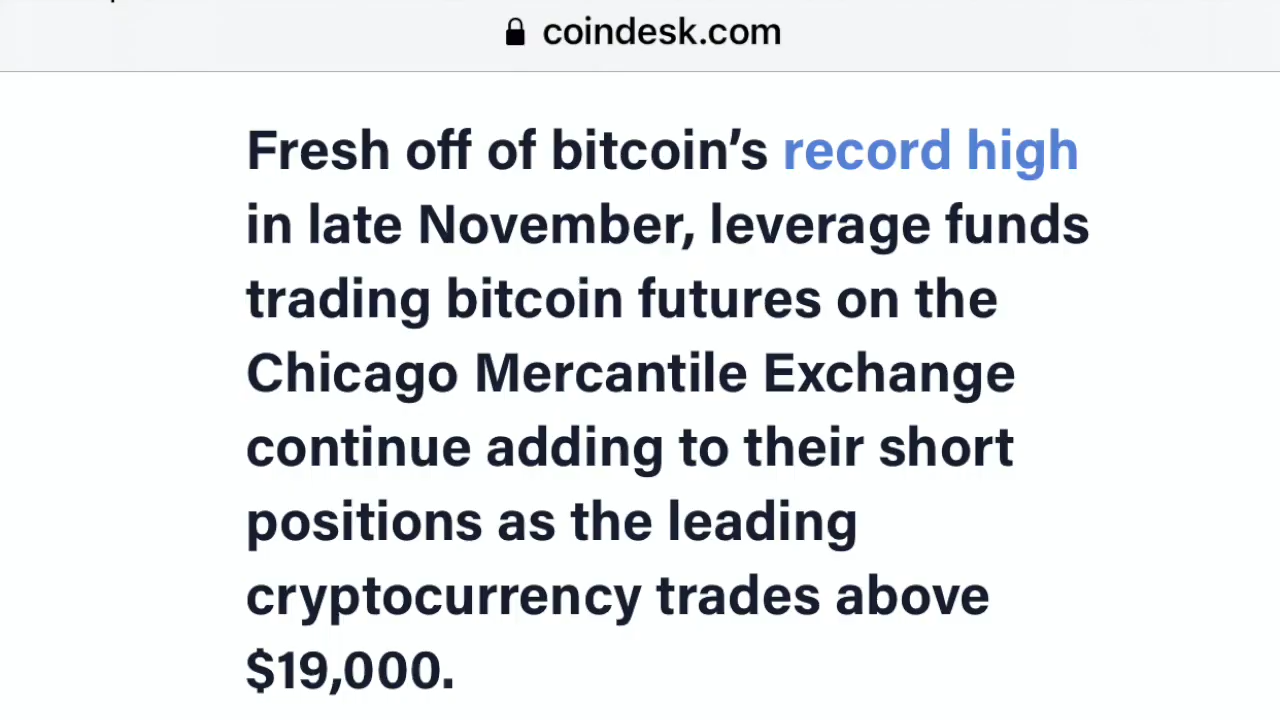 coindesk.com
Fresh off of bitcoin’s record high
in late November, leverage funds
trading bitcoin futures on the
Chicago Mercantile Exchange
continue adding to their short
positions as the leading
cryptocurrency trades above
$19,000.